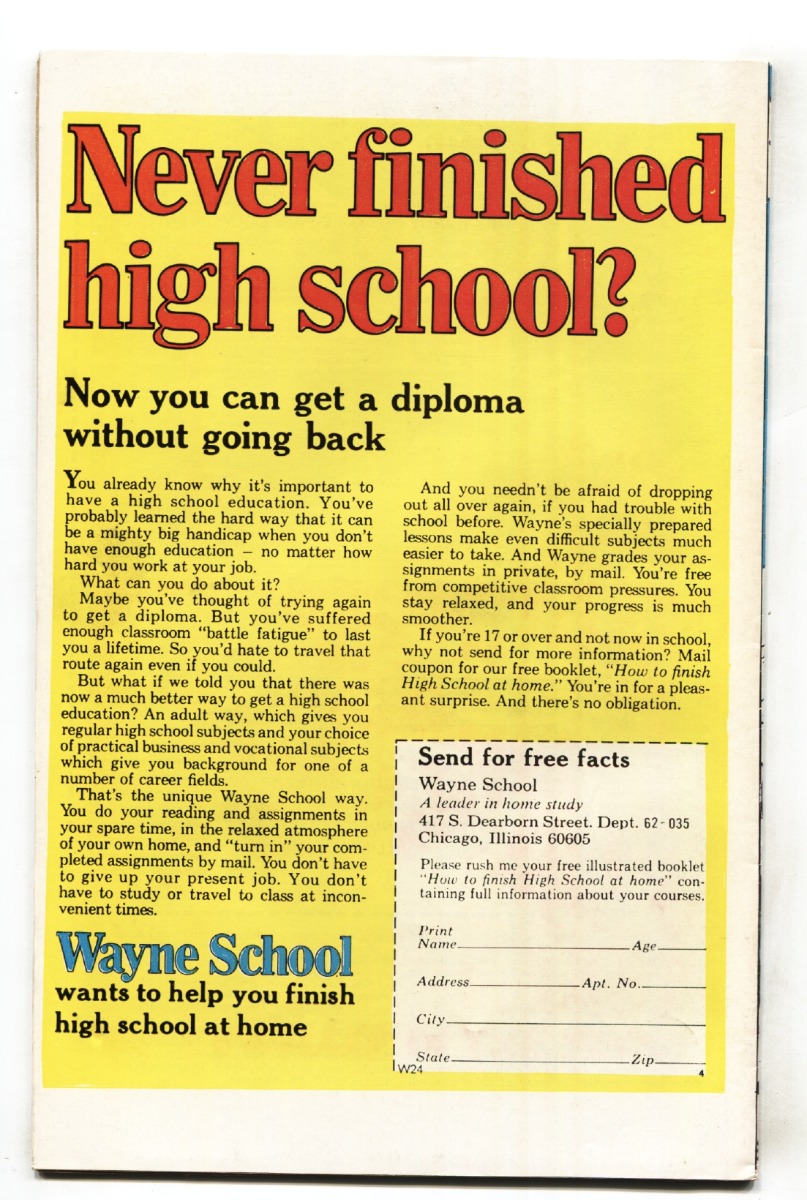 Never finished
high school?
Now you can get a diploma
without going back
You already know why it's important to
have a high school education. You've
probably learned the hard way that it can
be a mighty big handicap when you don't
have enough education – no matter how
hard you work at your job.
What can you do about it?
Maybe you've thought of trying again
to get a diploma. But you've suffered
enough classroom "battle fatigue" to last
you a lifetime. So you'd hate to travel that
route again even if you could.
But what if we told you that there was
now a much better way to get a high school
education? An adult way, which gives you
regular high school subjects and your choice
of practical business and vocational subjects
which give you background for one of a
number of career fields.
That's the unique Wayne School way.
You do your reading and assignments in
your spare time, in the relaxed atmosphere
of your own home, and "turn in" your com-
pleted assignments by mail. You don't have
to give up your present job. You don't
have to study or travel to class at incon-
venient times.
Wayne School
wants to help you finish
high school at home
And you needn't be afraid of dropping
out all over again, if you had trouble with
school before. Wayne's specially prepared
lessons make even difficult subjects much
easier to take. And Wayne grades your as-
signments in private, by mail. You're free
from competitive classroom pressures. You
stay relaxed, and your progress is much
smoother.
If you're 17 or over and not now in school,
why not send for more information? Mail
coupon for our free booklet, "How to finish
High School at home." You're in for a pleas-
ant surprise. And there's no obligation.
Send for free facts
Wayne School
A leader in home study
417 S. Dearborn Street. Dept. 62-035
Chicago, Illinois 60605
Please rush me your free illustrated booklet
"How to finish High School at home" con-
taining full information about your courses.
Print
Name Age
Address Apt. No.
City
State Zip
W24 4